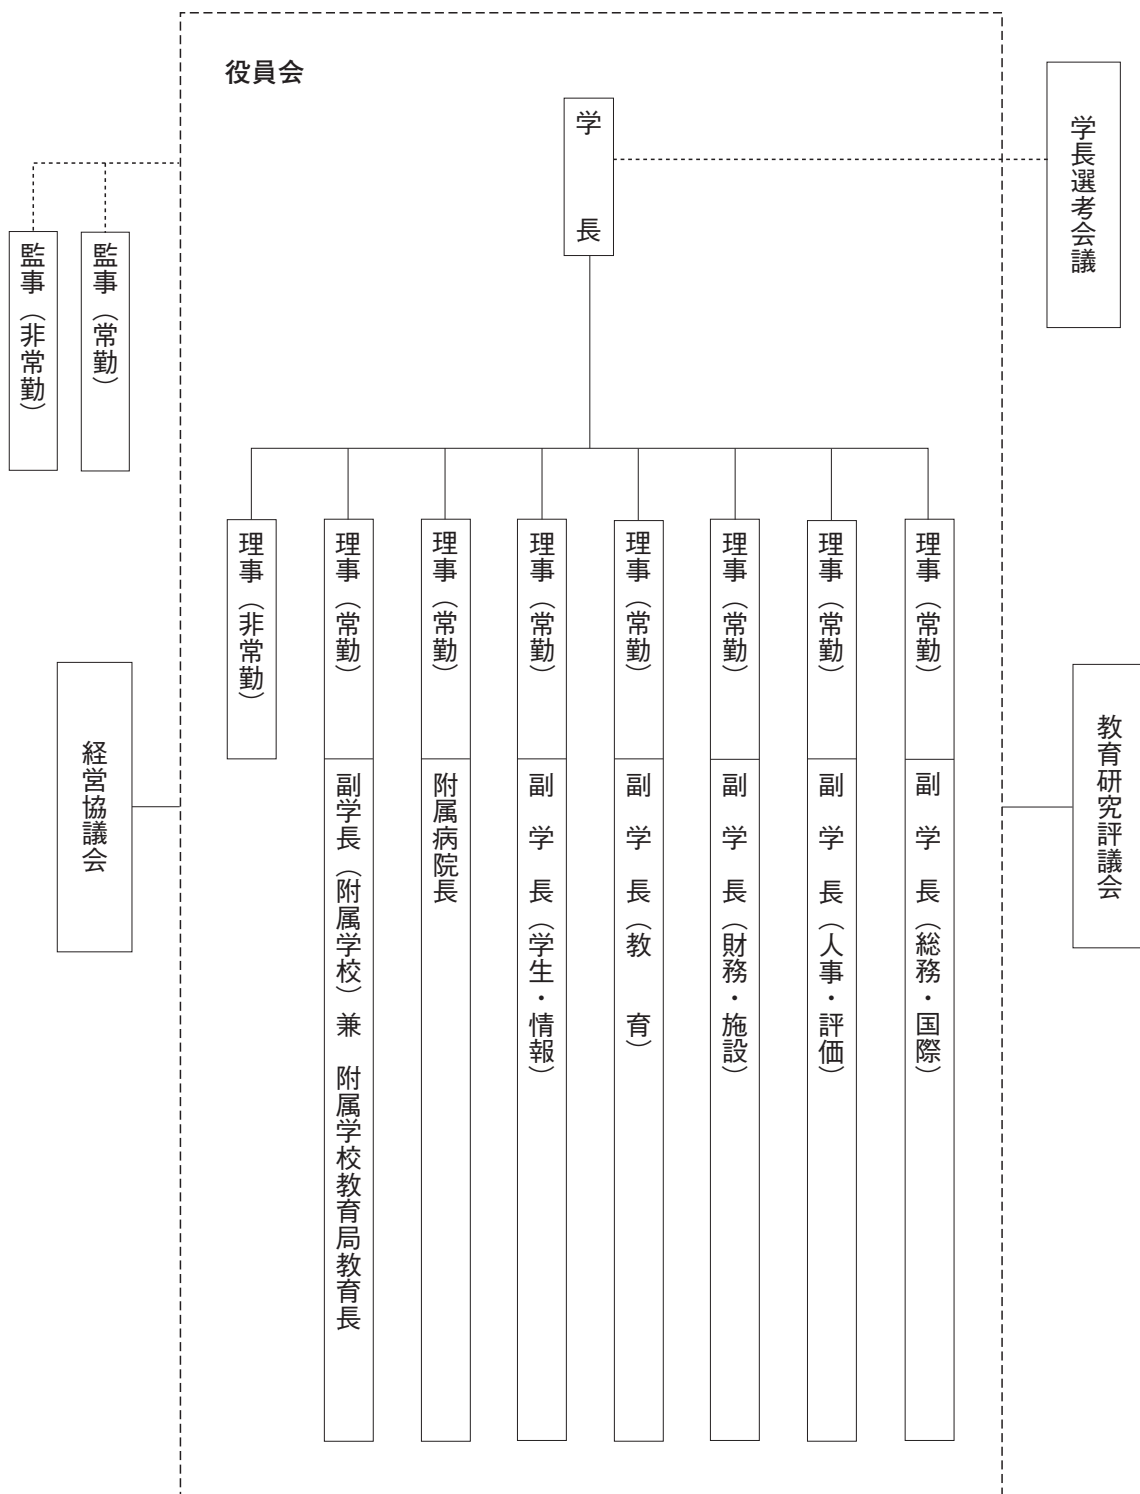 役員会
学長
学長選考会議
監事（常勤）
監事（非常勤）
理事（常勤）
副学長（総務・国際）
理事（常勤）
副学長（人事・評価）
理事（常勤）
副学長（財務・施設）
理事（常勤）
副学長（教育）
理事（常勤）
副学長（学生・情報）
理事（常勤）
附属病院長
理事（常勤）
副学長（附属学校）兼　附属学校教育局教育長
理事（非常勤）
教育研究評議会
経営協議会